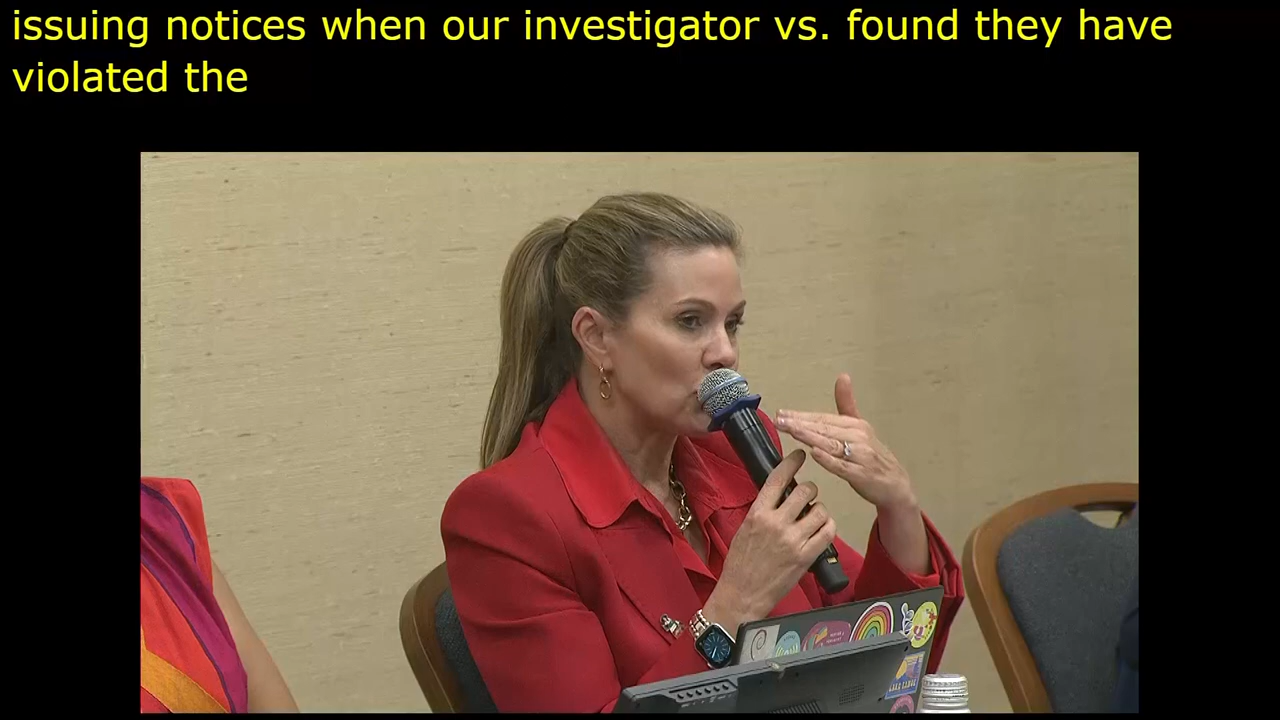 issuing notices when our investigator vs. found they have
violated the